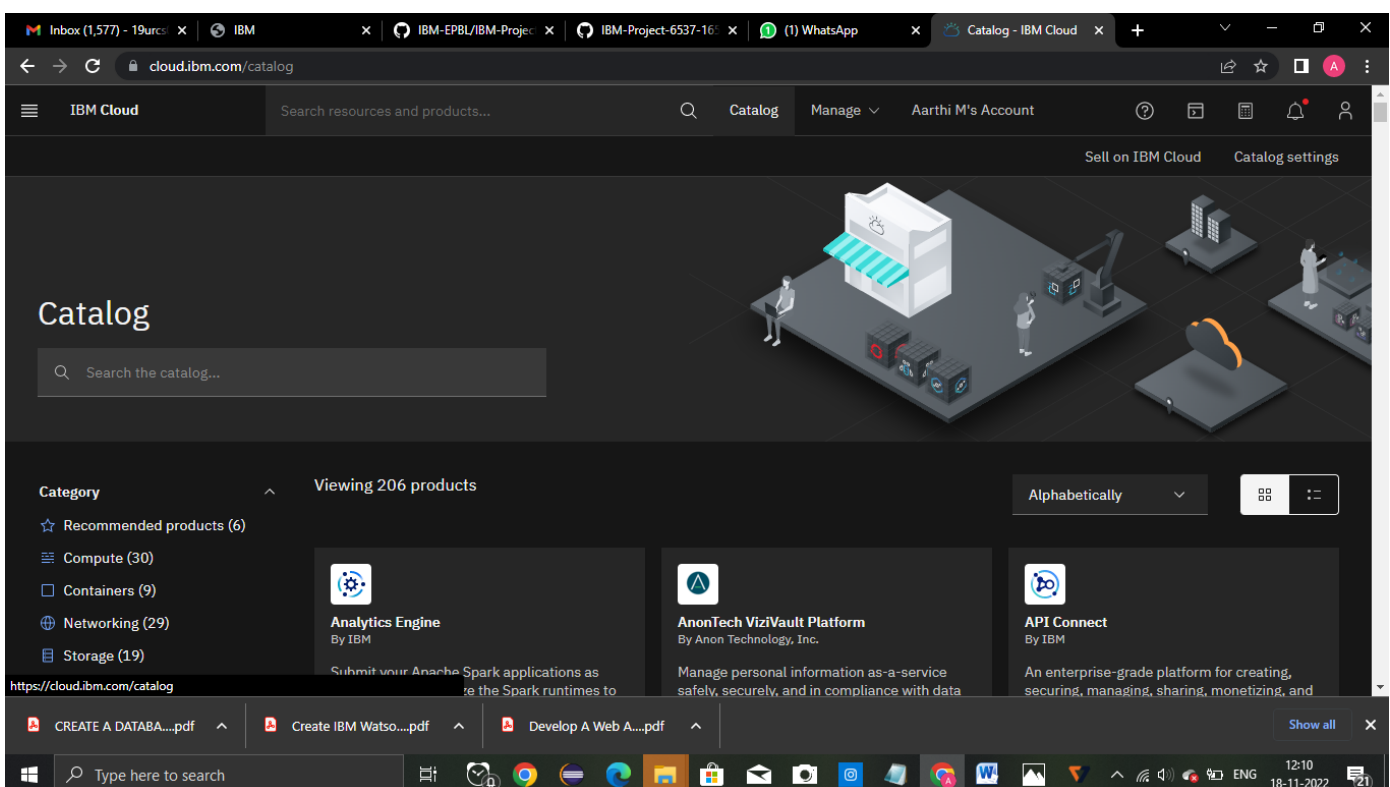 Inbox (1,577) - 19urcs
IBM
IBM-EPBL/IBM-Projec
IBM-Project-6537-165
(1) WhatsApp
Catalog - IBM Cloud
cloud.ibm.com/catalog
A
IBM Cloud
Search resources and products...
Catalog
Manage
Aarthi M's Account
Sell on IBM Cloud
Catalog settings
Catalog
Search the catalog...
Category
Recommended products (6)
Compute (30)
Containers (9)
Networking (29)
Storage (19)
Viewing 206 products
Alphabetically
Analytics Engine
By IBM
Submit your Apache Spark applications as
ze the Spark runtimes to
AnonTech ViziVault Platform
By Anon Technology, Inc.
Manage personal information as-a-service
safely, securely, and in compliance with data
API Connect
By IBM
An enterprise-grade platform for creating,
securing, managing, sharing, monetizing, and
https://cloud.ibm.com/catalog
CREATE A DATABA....pdf
Create IBM Watso....pdf
Develop A Web A....pdf
Show all
Type here to search
ENG
12:10
18-11-2022
21